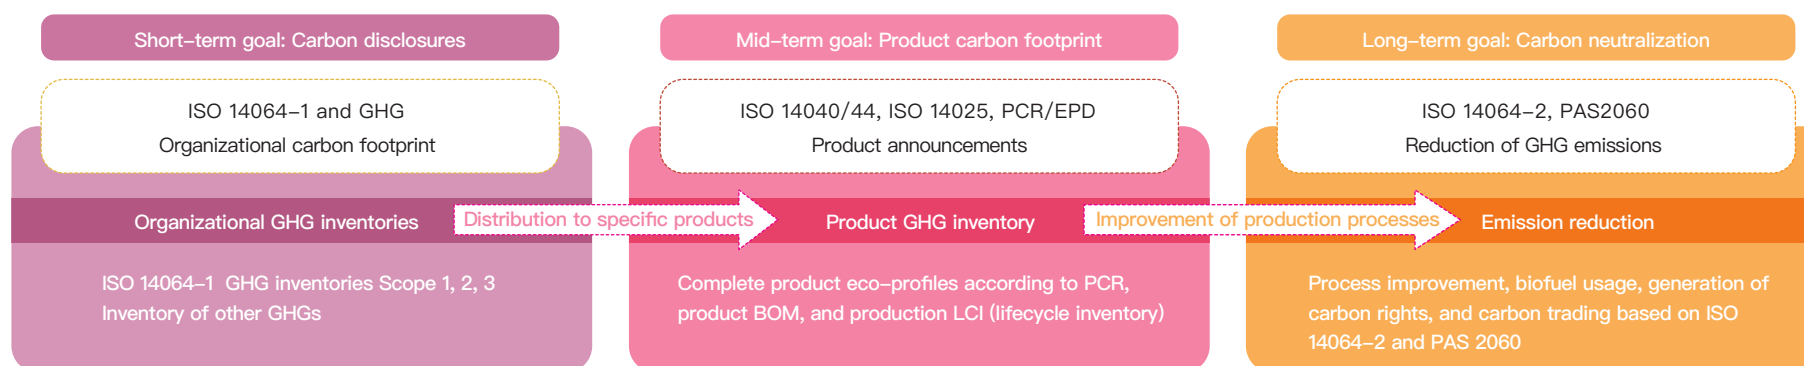 Short-term goal: Carbon disclosures
ISO 14064-1 and GHG
Organizational carbon footprint
Organizational GHG inventories
ISO 14064-1 GHG inventories Scope 1, 2, 3
Inventory of other GHGs
Distribution to specific products
Mid-term goal: Product carbon footprint
ISO 14040/44, ISO 14025, PCR/EPD
Product announcements
Product GHG inventory
Complete product eco-profiles according to PCR,
product BOM, and production LCI (lifecycle inventory)
Improvement of production processes
Long-term goal: Carbon neutralization
ISO 14064-2, PAS2060
Reduction of GHG emissions
Emission reduction
Process improvement, biofuel usage, generation of
carbon rights, and carbon trading based on ISO
14064-2 and PAS 2060